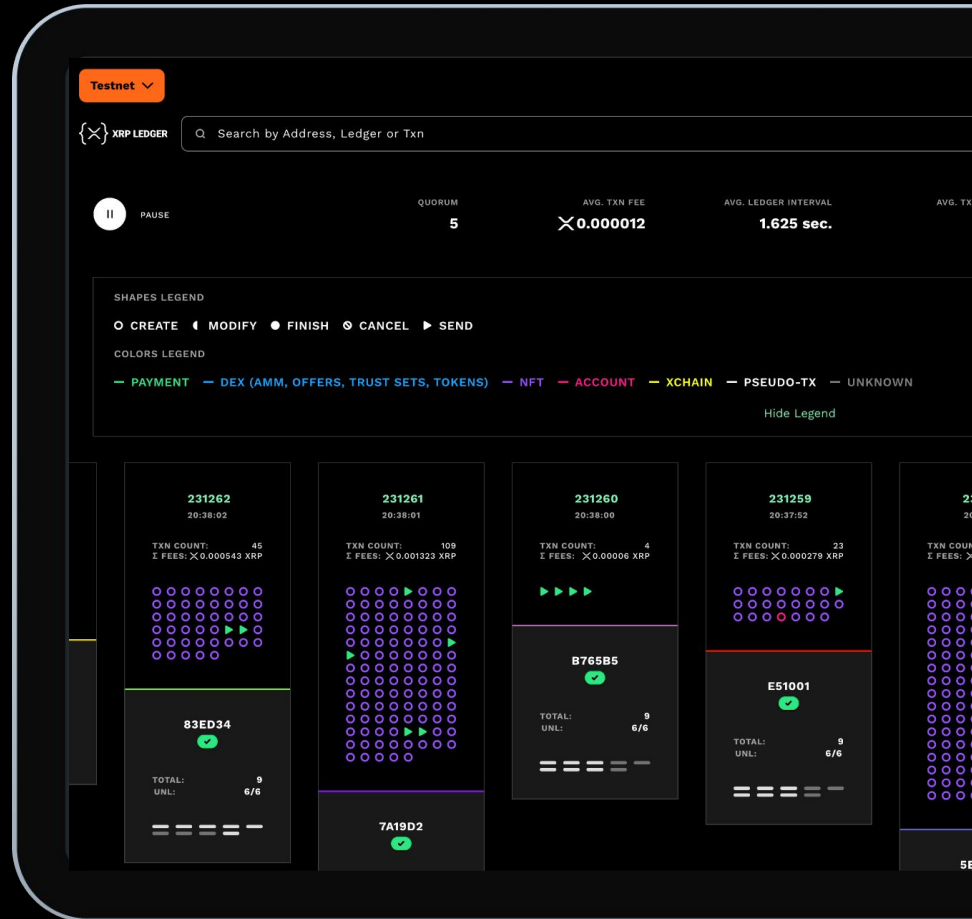 Testnet
XRP LEDGER
Search by Address, Ledger or Txn
PAUSE
QUORUM
5
AVG. TXN FEE
0.000012
AVG. LEDGER INTERVAL
1.625 sec.
AVG. TX
SHAPES LEGEND
CREATE MODIFY FINISH CANCEL SEND
COLORS LEGEND
PAYMENT DEX (AMM, OFFERS, TRUST SETS, TOKENS) NFT ACCOUNT XCHAIN PSEUDO-TX UNKNOWN
Hide Legend
231262
20:38:02
TXN COUNT: 45
Σ FEES: 0.000543 XRP
83ED34
TOTAL: 9
UNL: 6/6
231261
20:38:01
TXN COUNT: 109
Σ FEES: 0.001323 XRP
7A19D2
231260
20:38:00
TXN COUNT: 4
Σ FEES: 0.00006 XRP
B765B5
TOTAL: 9
UNL: 6/6
231259
20:37:52
TXN COUNT: 23
Σ FEES: 0.000279 XRP
E51001
TOTAL: 9
UNL: 6/6
TXN COUN
Σ FEES: